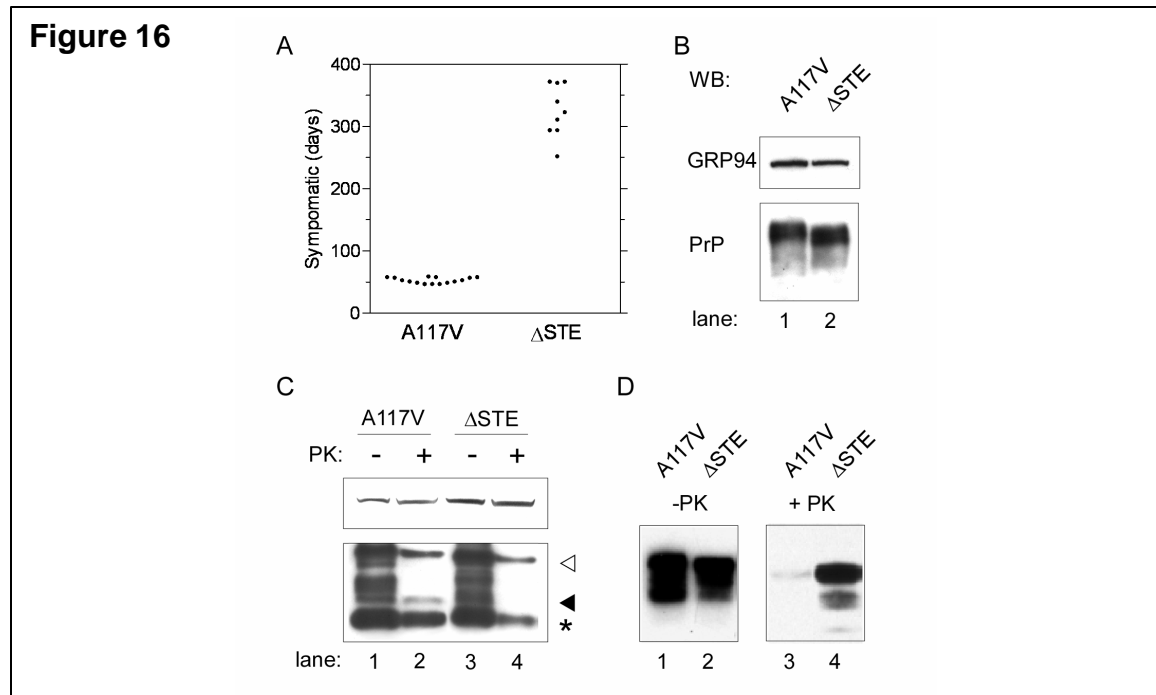 Figure 16
A
400
300
200
100
0
Sympomatic (days)
A117V
ΔSTE
B
WB:
A117V
ΔSTE
GRP94
PrP
lane: 1 2
C
A117V ΔSTE
PK: - + - +
*
lane: 1 2 3 4
D
A117V
ΔSTE
A117V
ΔSTE
-PK + PK
1 2 3 4